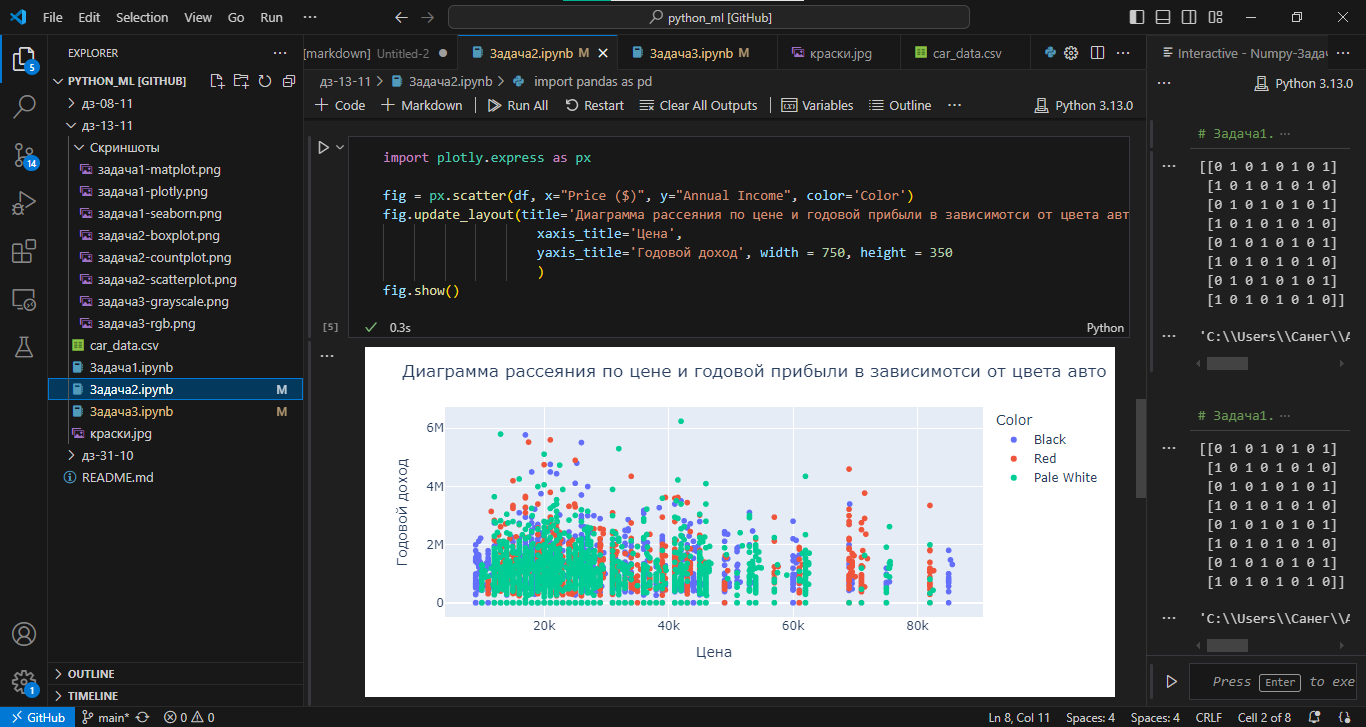 File Edit Selection View Go Run ···
python_ml [GitHub]
EXPLORER
PYTHON_ML [GITHUB]
дз-08-11
дз-13-11
Скриншоты
задача1-matplot.png
задача1-plotly.png
задача1-seaborn.png
задача2-boxplot.png
задача2-countplot.png
задача2-scatterplot.png
задача3-grayscale.png
задача3-rgb.png
car_data.csv
Задача1.ipynb
Задача2.ipynb M
Задача3.ipynb M
краски.jpg
дз-31-10
README.md
OUTLINE
TIMELINE
5
14
1
[markdown] Untitled-2
Задача2.ipynb M
Задача3.ipynb M
краски.jpg
car_data.csv
дз-13-11 > Задача2.ipynb > import pandas as pd
+ Code + Markdown Run All Restart Clear All Outputs Variables Outline ··· Python 3.13.0
import plotly.express as px
fig = px.scatter(df, x="Price ($)", y="Annual Income", color='Color')
fig.update_layout(title='Диаграмма рассеяния по цене и годовой прибыли в зависимотси от цвета авт
xaxis_title='Цена',
yaxis_title='Годовой доход', width = 750, height = 350
)
fig.show()
[5] 0.3s Python
Диаграмма рассеяния по цене и годовой прибыли в зависимотси от цвета авто
Годовой доход
6M
4M
2M
0
20k 40k 60k 80k
Цена
Color
Black
Red
Pale White
Interactive - Numpy-Зада
Python 3.13.0
# Задача1. ···
[[0 1 0 1 0 1 0 1]
[1 0 1 0 1 0 1 0]
[0 1 0 1 0 1 0 1]
[1 0 1 0 1 0 1 0]
[0 1 0 1 0 1 0 1]
[1 0 1 0 1 0 1 0]
[0 1 0 1 0 1 0 1]
[1 0 1 0 1 0 1 0]]
'C:\\Users\\Санег\\
# Задача1. ···
[[0 1 0 1 0 1 0 1]
[1 0 1 0 1 0 1 0]
[0 1 0 1 0 1 0 1]
[1 0 1 0 1 0 1 0]
[0 1 0 1 0 1 0 1]
[1 0 1 0 1 0 1 0]
[0 1 0 1 0 1 0 1]
[1 0 1 0 1 0 1 0]]
'C:\\Users\\Санег\\
Press Enter to exe
GitHub main* 0 0 Ln 8, Col 11 Spaces: 4 Spaces: 4 CRLF Cell 2 of 8